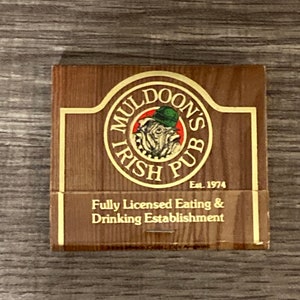 MULDOON'S
IRISH PUB
Est. 1974
Fully Licensed Eating &
Drinking Establishment